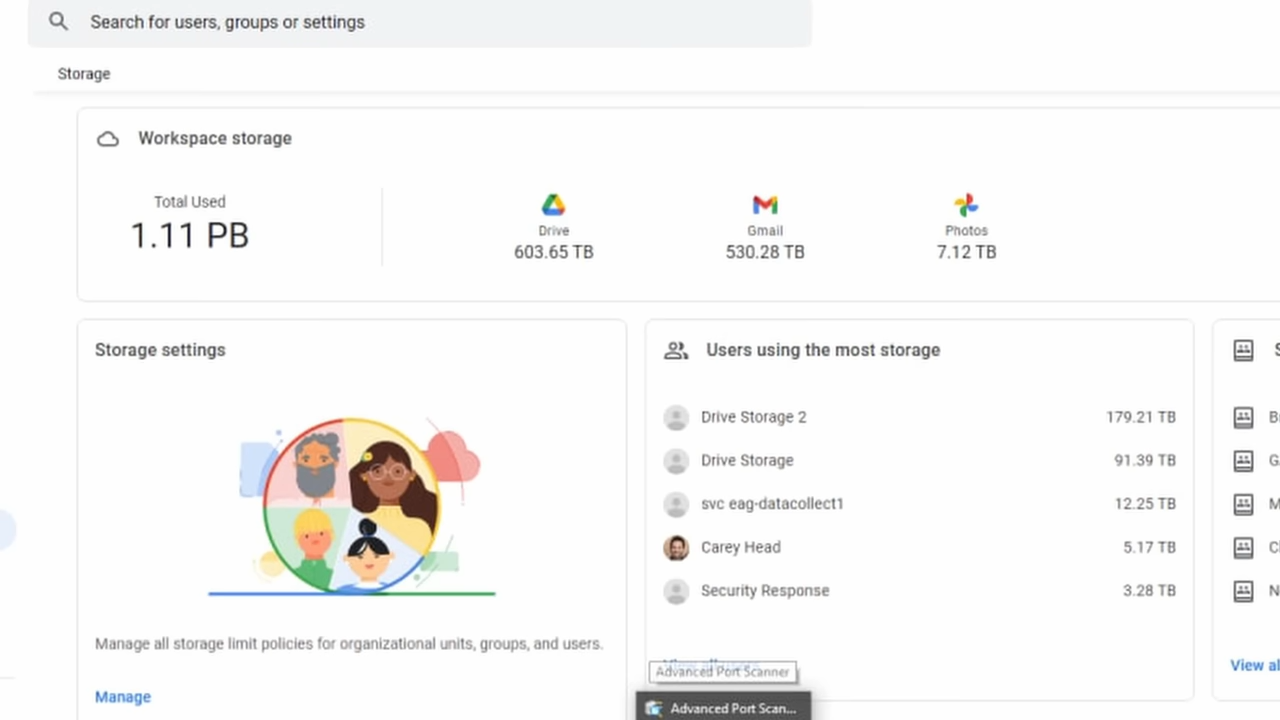 Search for users, groups or settings
Storage
Workspace storage
Total Used
1.11 PB
Drive
603.65 TB
Gmail
530.28 TB
Photos
7.12 TB
Storage settings
Manage all storage limit policies for organizational units, groups, and users.
Manage
Users using the most storage
Drive Storage 2 179.21 TB
Drive Storage 91.39 TB
svc eag-datacollect1 12.25 TB
Carey Head 5.17 TB
Security Response 3.28 TB
View all users
Advanced Port Scanner
Advanced Port Scan...
S
B
G
M
C
N
View al